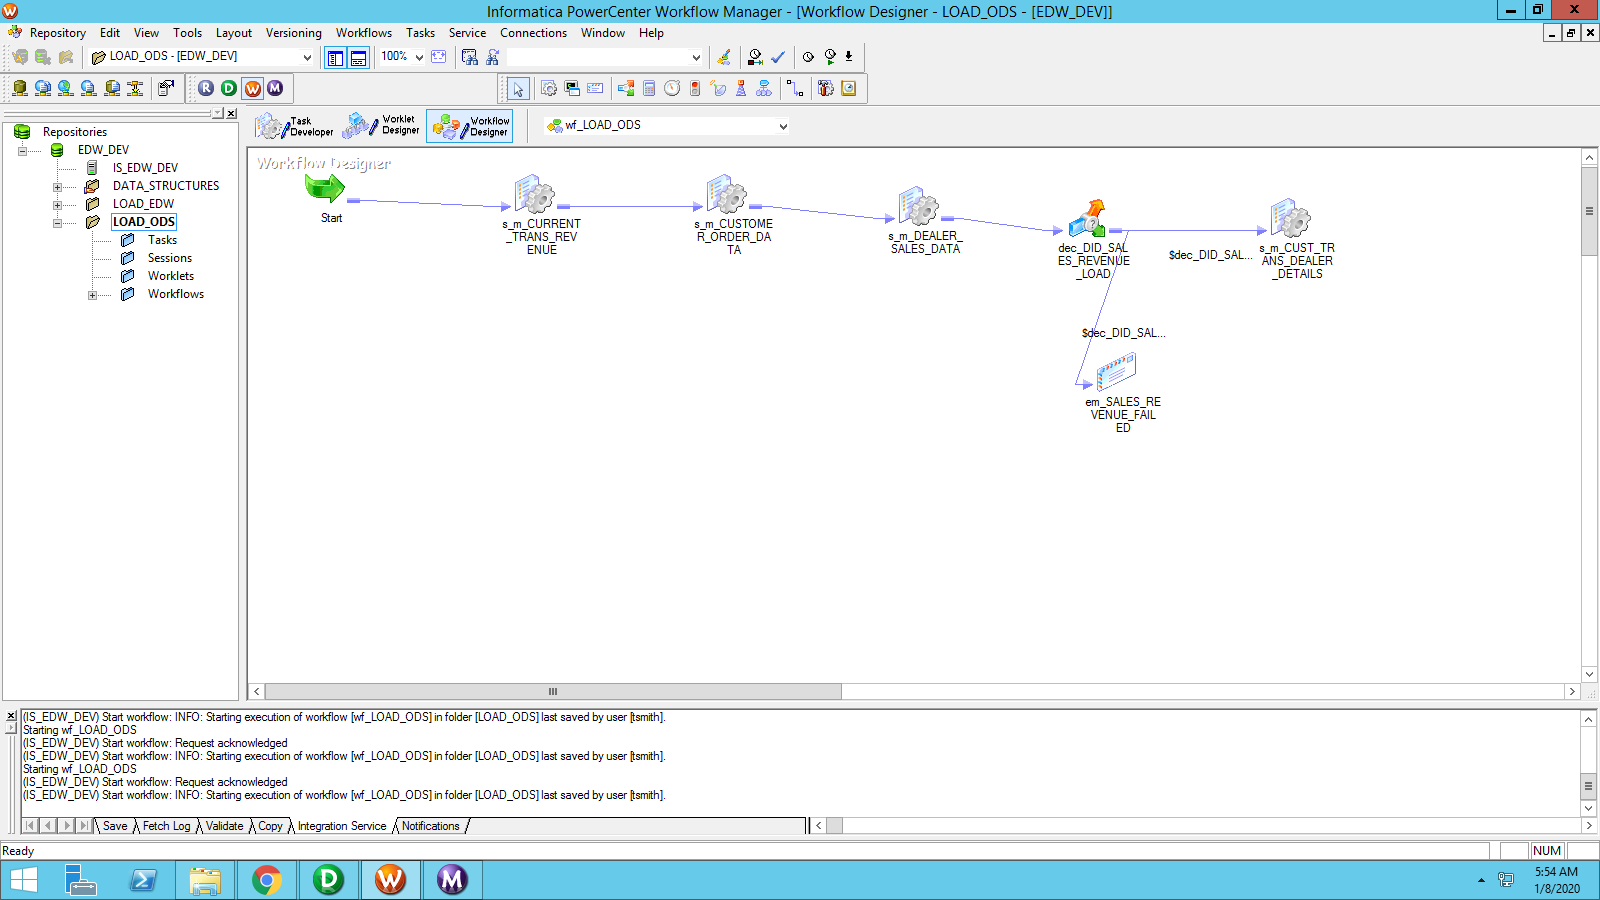 Informatica PowerCenter Workflow Manager - [Workflow Designer - LOAD_ODS - [EDW_DEV]]
Repository Edit View Tools Layout Versioning Workflows Tasks Service Connections Window Help
LOAD_ODS - [EDW_DEV]
100%
R D W M
Task Developer
Worklet Designer
Workflow Designer
wf_LOAD_ODS
Repositories
EDW_DEV
IS_EDW_DEV
DATA_STRUCTURES
LOAD_EDW
LOAD_ODS
Tasks
Sessions
Worklets
Workflows
Workflow Designer
Start
s_m_CURRENT
_TRANS_REV
ENUE
s_m_CUSTOME
R_ORDER_DA
TA
s_m_DEALER_
SALES_DATA
dec_DID_SAL
ES_REVENUE
_LOAD
$dec_DID_SAL...
s_m_CUST_TR
ANS_DEALER
_DETAILS
$dec_DID_SAL...
em_SALES_RE
VENUE_FAIL
ED
(IS_EDW_DEV) Start workflow: INFO: Starting execution of workflow [wf_LOAD_ODS] in folder [LOAD_ODS] last saved by user [tsmith].
Starting wf_LOAD_ODS
(IS_EDW_DEV) Start workflow: Request acknowledged
(IS_EDW_DEV) Start workflow: INFO: Starting execution of workflow [wf_LOAD_ODS] in folder [LOAD_ODS] last saved by user [tsmith].
Starting wf_LOAD_ODS
(IS_EDW_DEV) Start workflow: Request acknowledged
(IS_EDW_DEV) Start workflow: INFO: Starting execution of workflow [wf_LOAD_ODS] in folder [LOAD_ODS] last saved by user [tsmith].
Save Fetch Log Validate Copy Integration Service Notifications
Ready
NUM
D W M
5:54 AM
1/8/2020